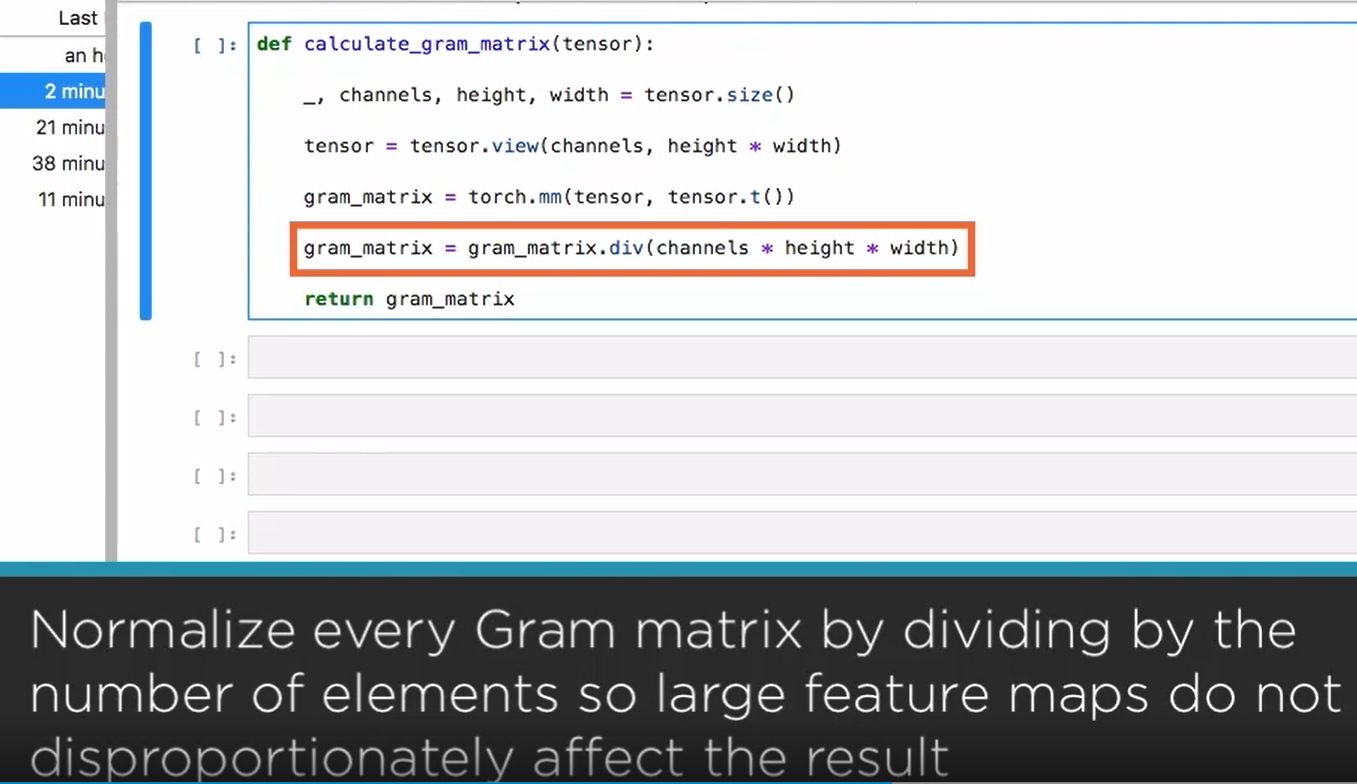 Last
an h
2 minu
21 minu
38 minu
11 minu
[ ]: def calculate_gram_matrix(tensor):
_, channels, height, width = tensor.size()
tensor = tensor.view(channels, height * width)
gram_matrix = torch.mm(tensor, tensor.t())
gram_matrix = gram_matrix.div(channels * height * width)
return gram_matrix
[ ]:
[ ]:
[ ]:
[ ]:
Normalize every Gram matrix by dividing by the
number of elements so large feature maps do not
disproportionately affect the result